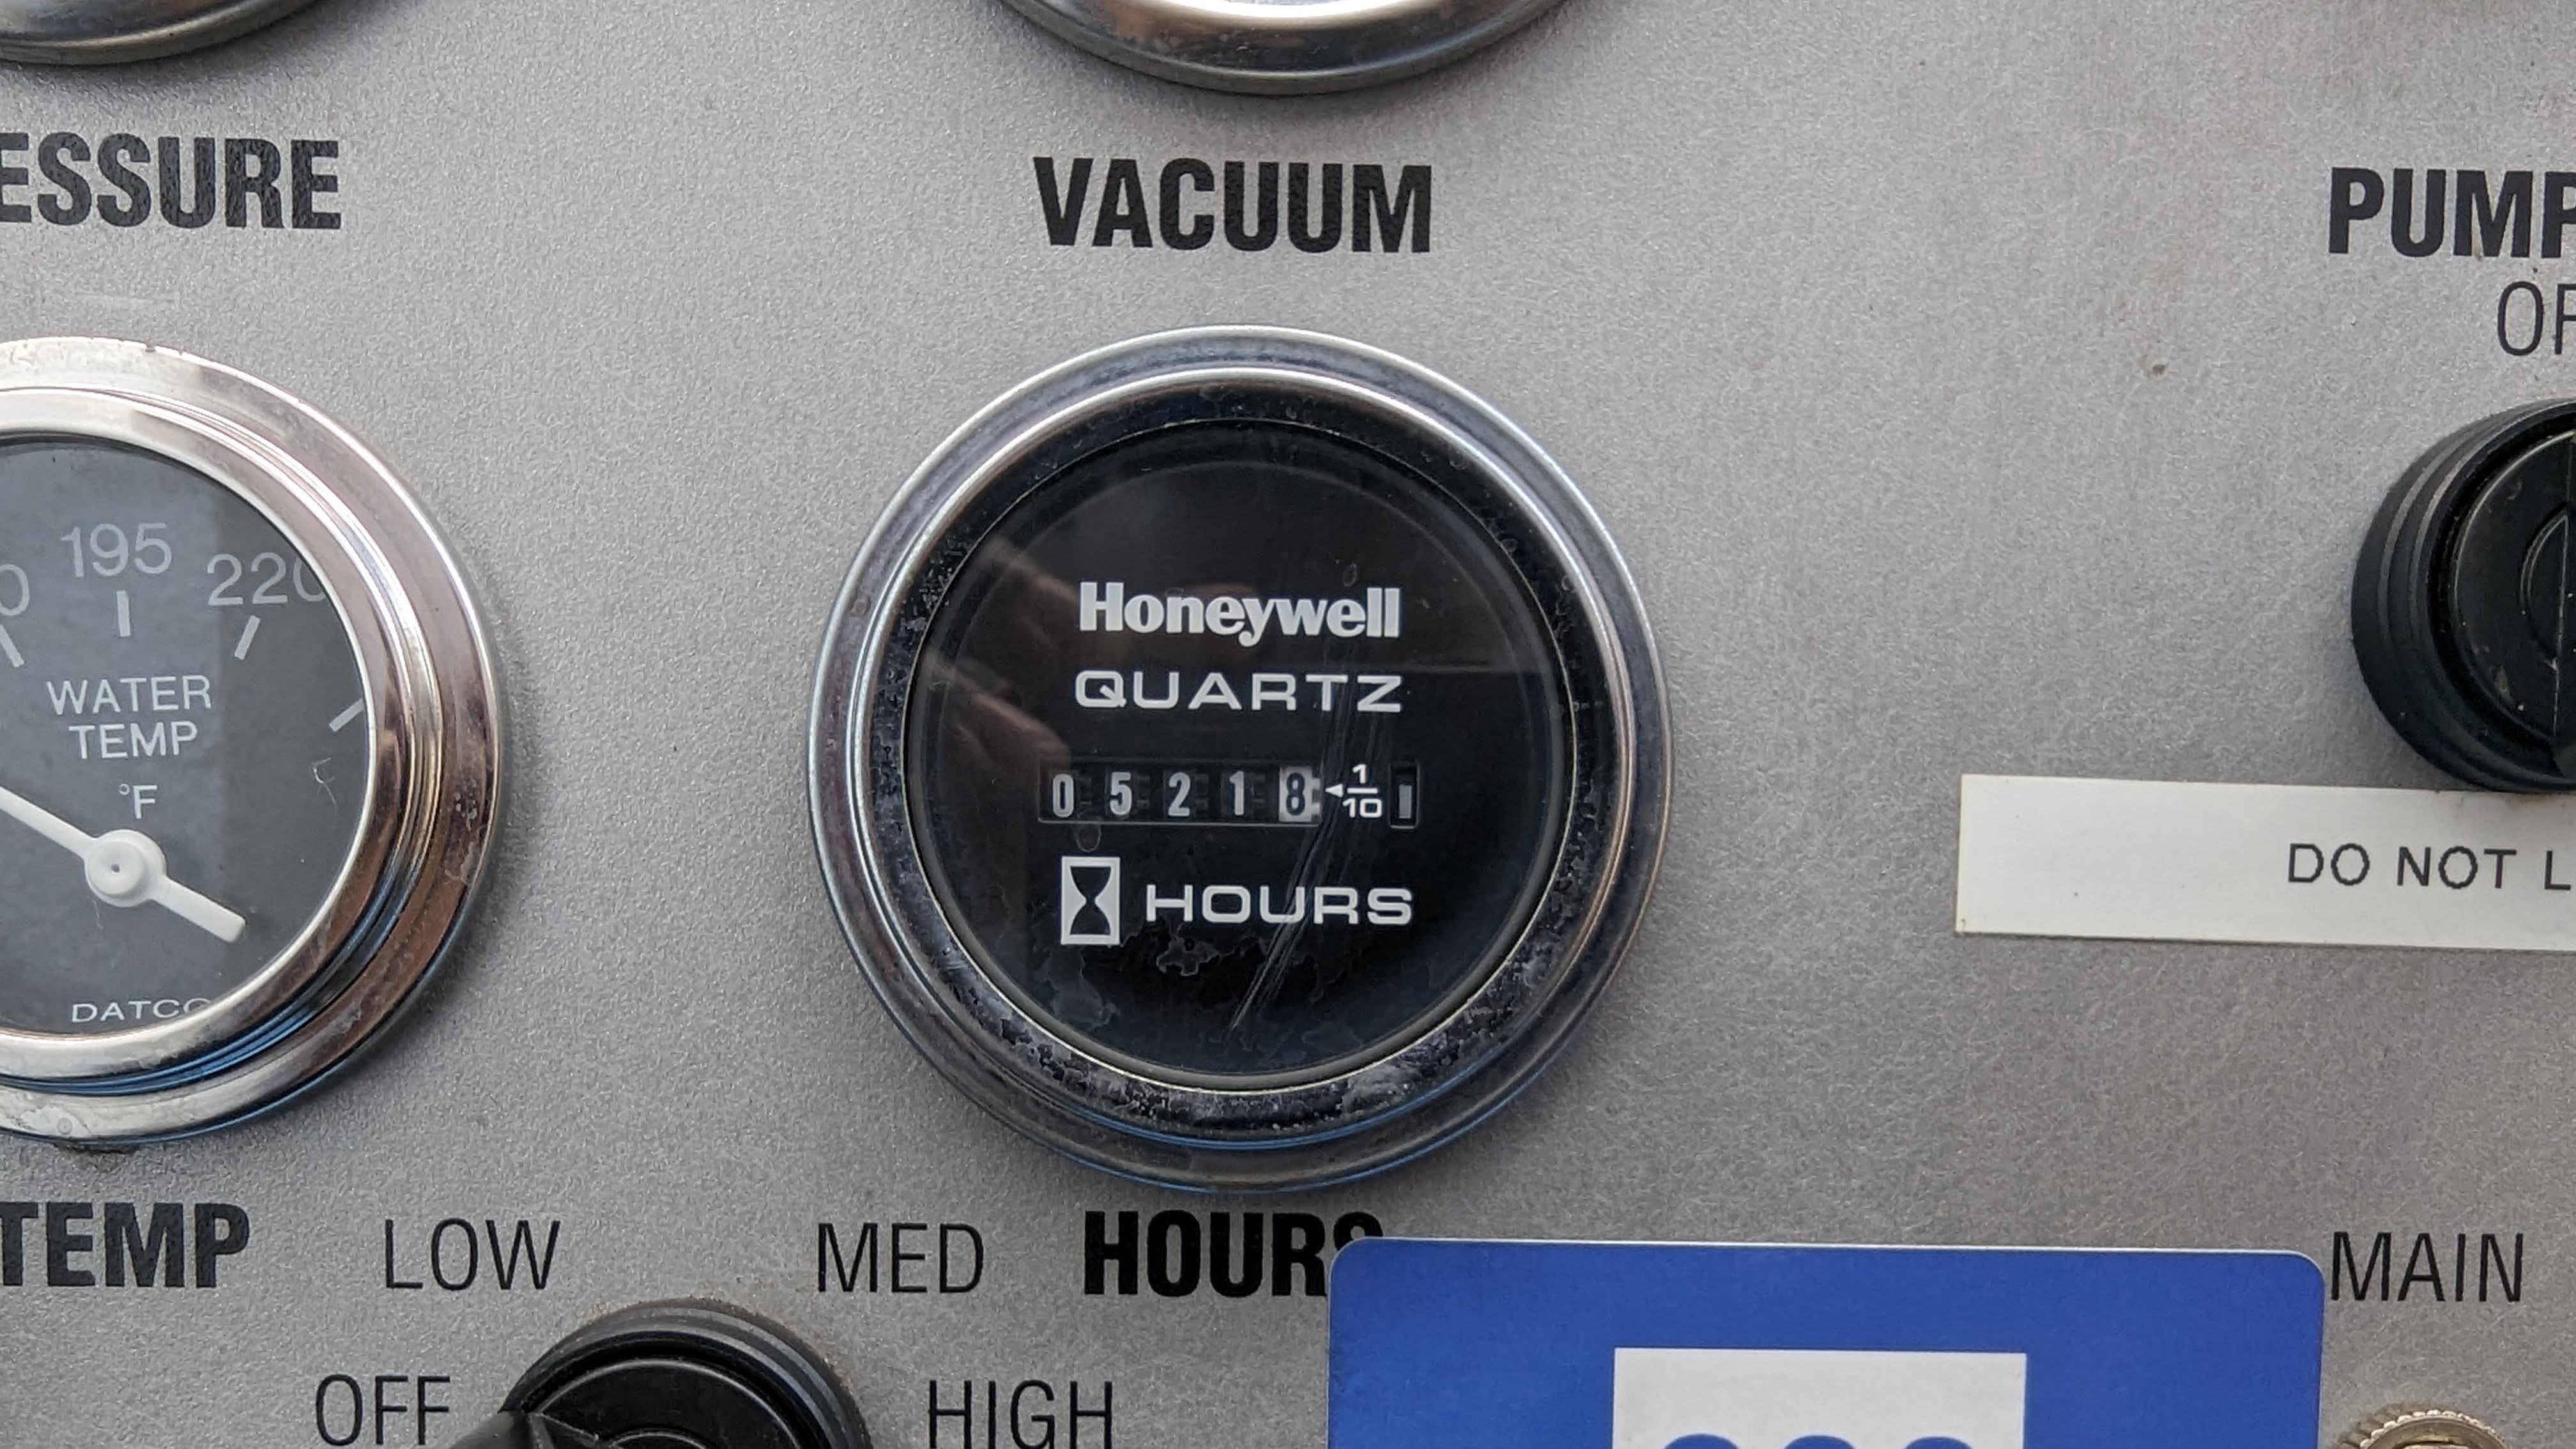 ESSURE
VACUUM
PUMP
195
220
WATER
TEMP
°F
DATCO
Honeywell
QUARTZ
0 5 2 1 8 1/10
HOURS
DO NOT L
TEMP
LOW
MED
HOURS
MAIN
OFF
HIGH